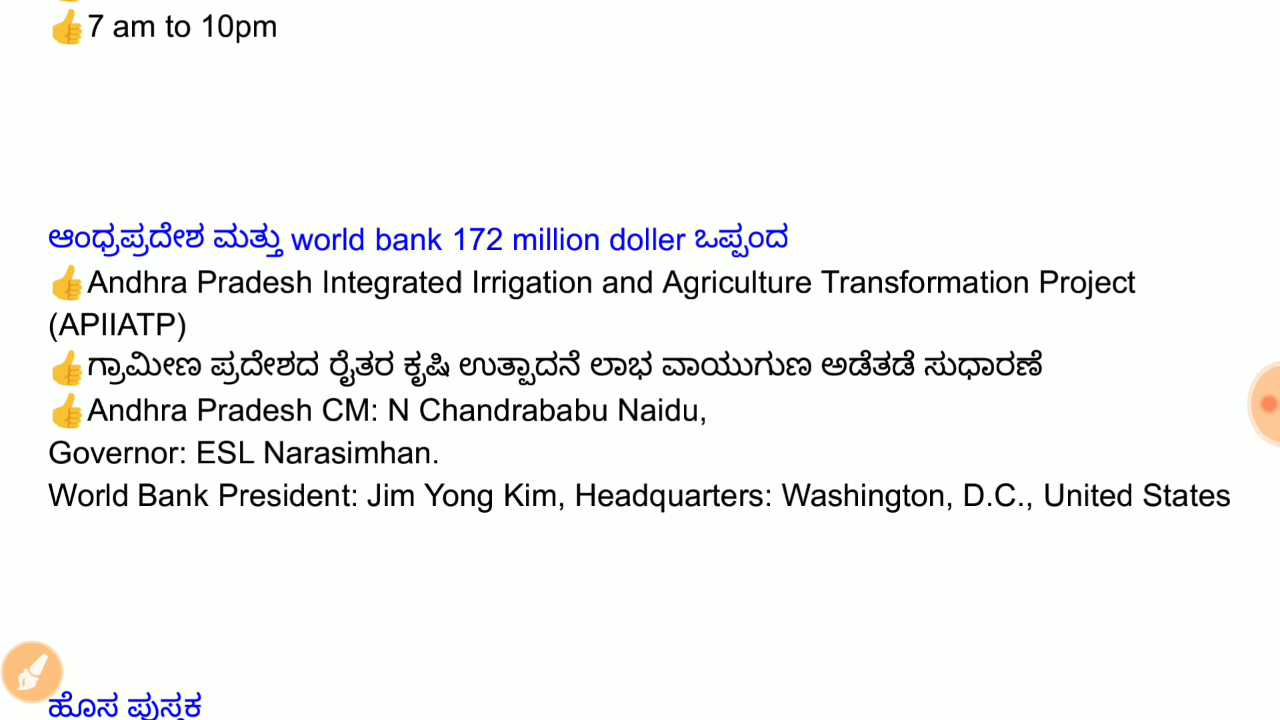 👍7 am to 10pm
ಆಂಧ್ರಪ್ರದೇಶ ಮತ್ತು world bank 172 million doller ಒಪ್ಪಂದ
👍Andhra Pradesh Integrated Irrigation and Agriculture Transformation Project
(APIIATP)
👍ಗ್ರಾಮೀಣ ಪ್ರದೇಶದ ರೈತರ ಕೃಷಿ ಉತ್ಪಾದನೆ ಲಾಭ ವಾಯುಗುಣ ಅಡೆತಡೆ ಸುಧಾರಣೆ
👍Andhra Pradesh CM: N Chandrababu Naidu,
Governor: ESL Narasimhan.
World Bank President: Jim Yong Kim, Headquarters: Washington, D.C., United States
ಹೊಸ ಪುಸ್ತಕ